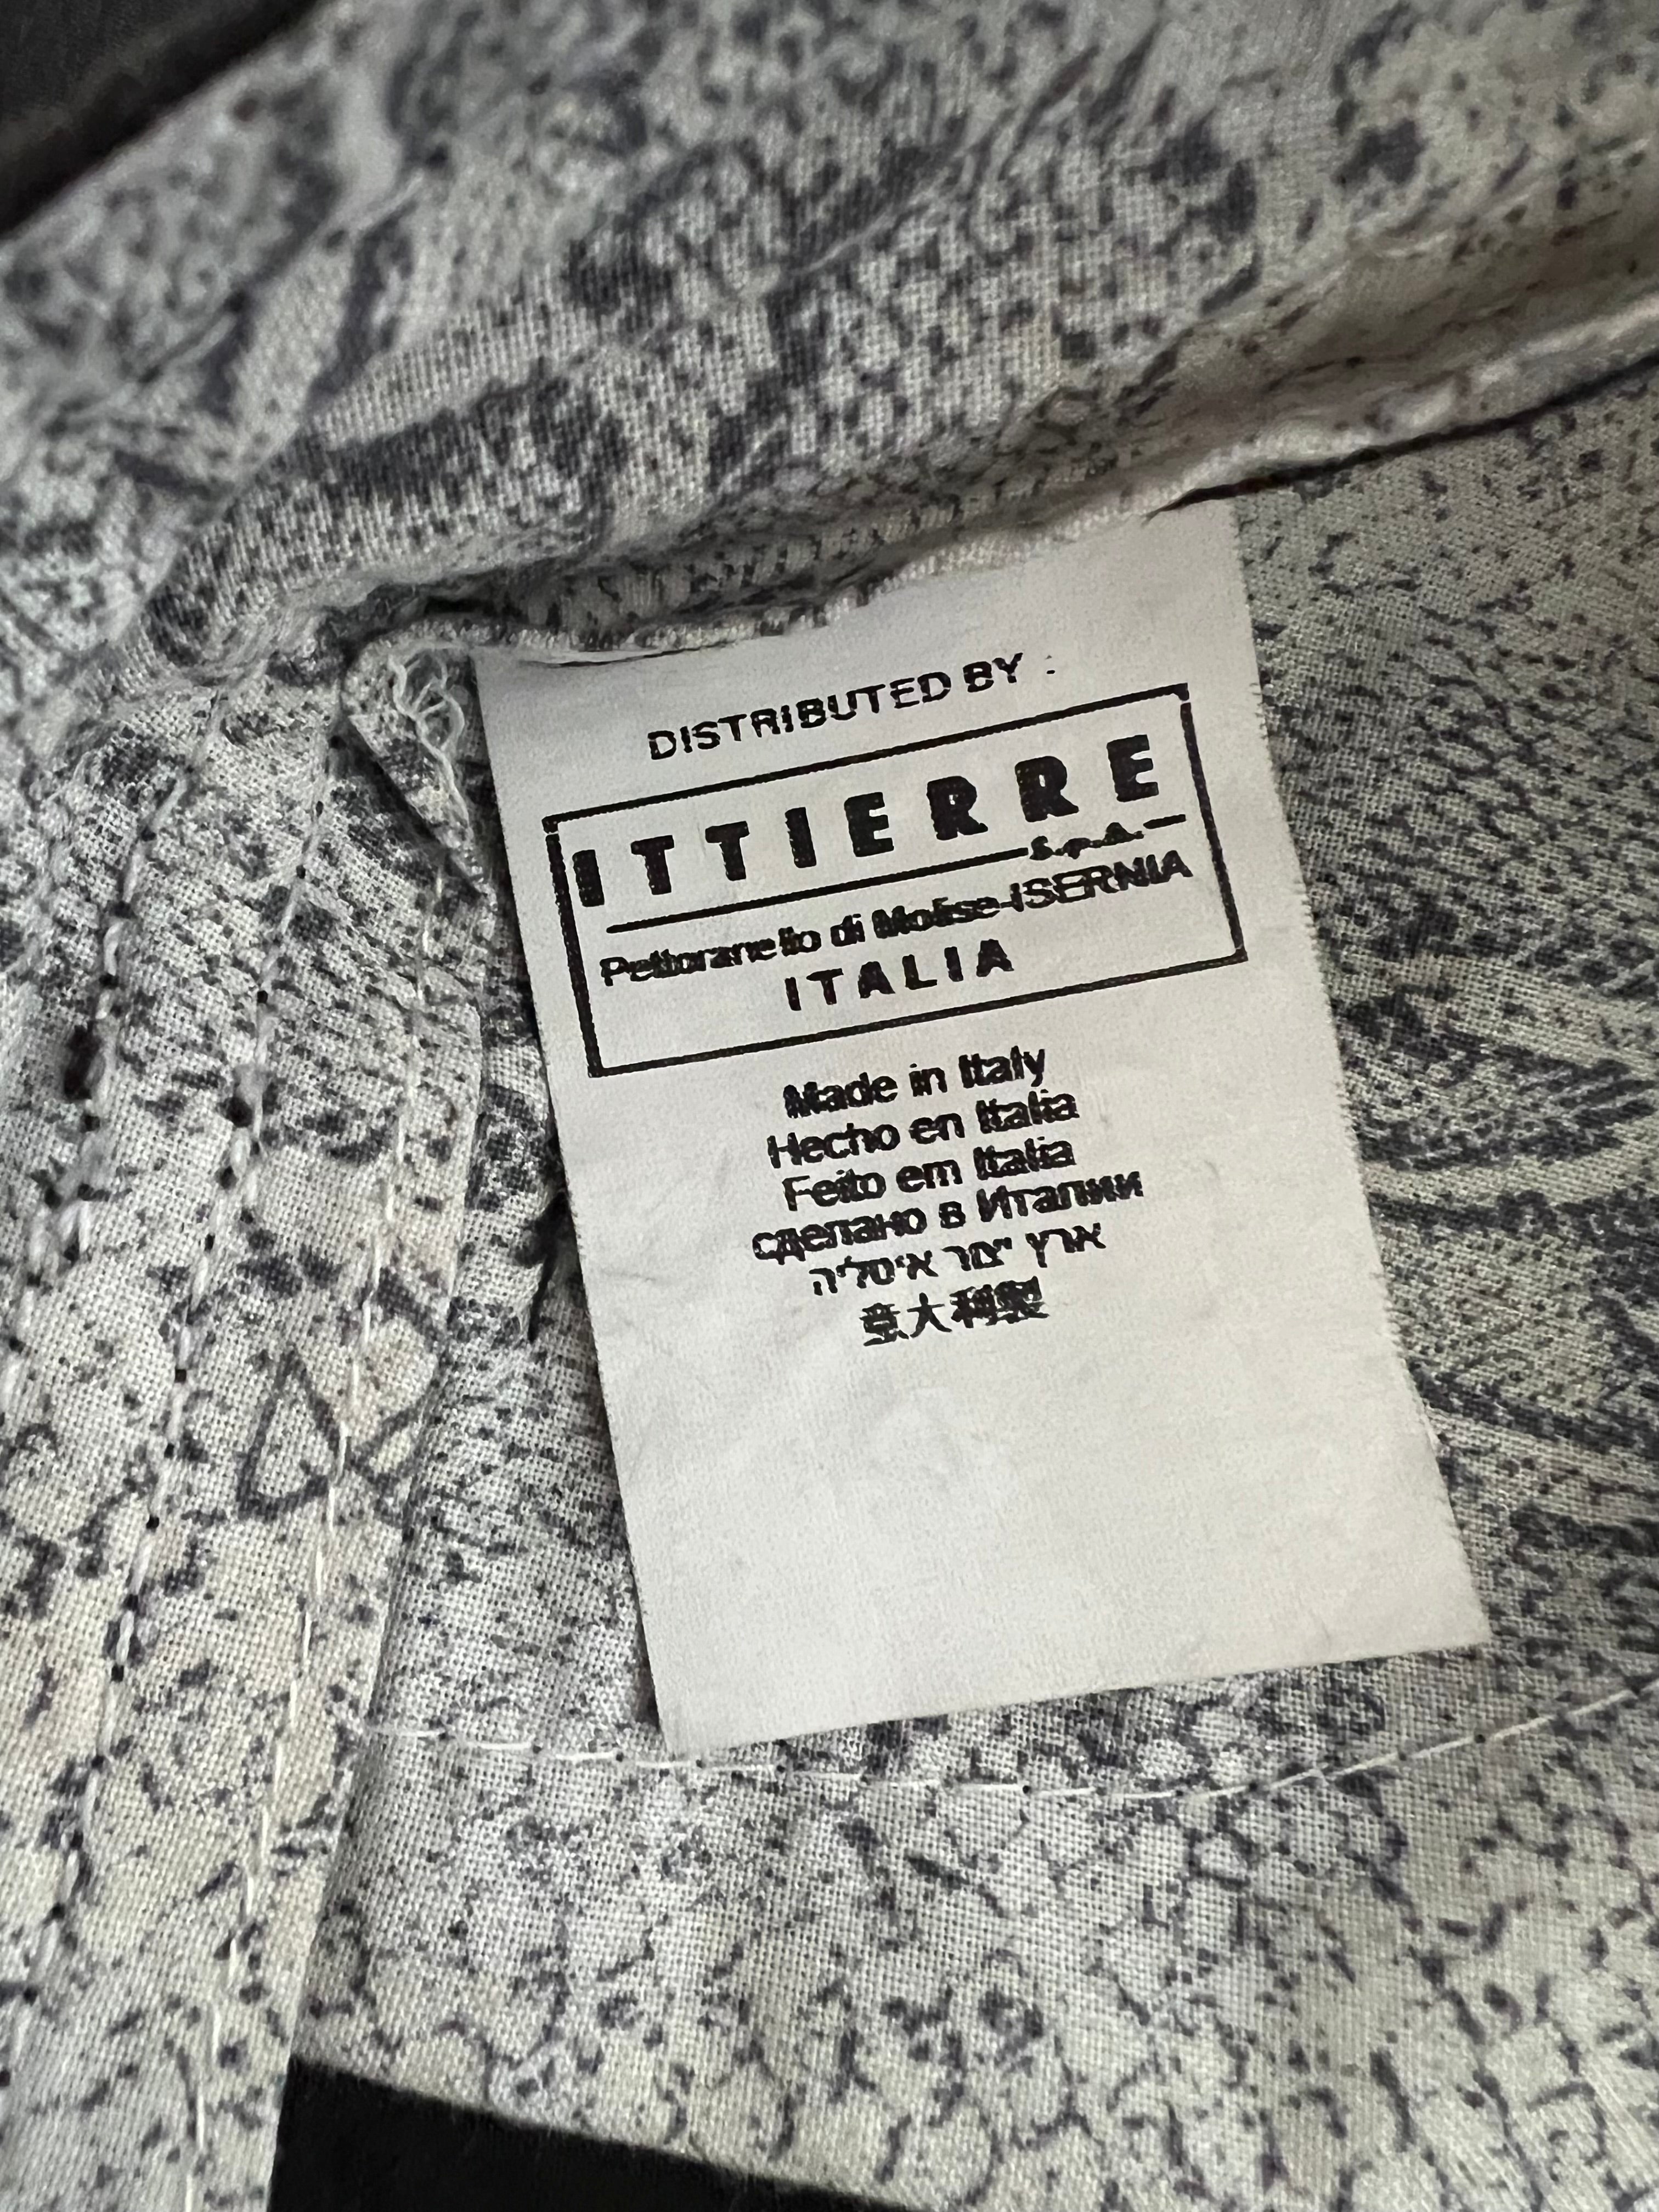 DISTRIBUTED BY :
ITTIERRE
S.p.A.
Pettoranello di Molise-ISERNIA
ITALIA
Made in Italy
Hecho en Italia
Feito em Italia
сделано в Италии
ארץ יצור איטליה
意大利製